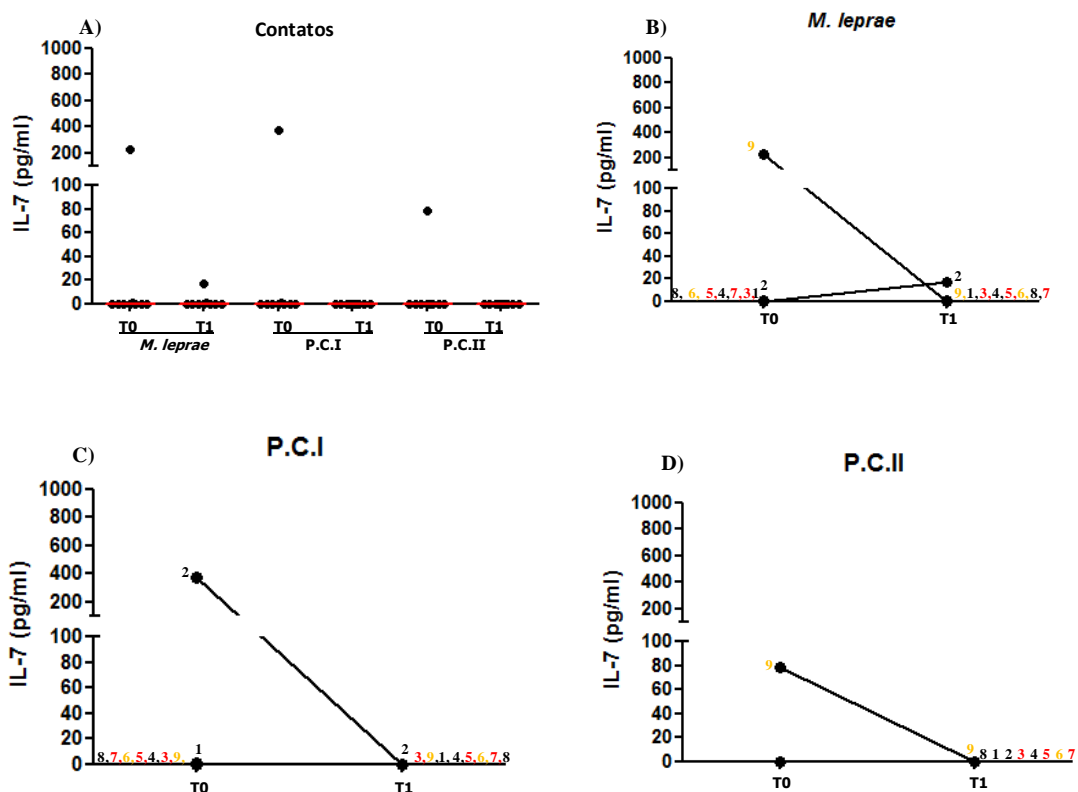 A)
Contatos
IL-7 (pg/ml)
1000
800
600
400
200
100
80
60
40
20
0
T0 T1 T0 T1 T0 T1
M. leprae P.C.I P.C.II
B)
M. leprae
IL-7 (pg/ml)
1000
800
600
400
200
100
80
60
40
20
0
9
2
2
8, 6, 5,4,7,3,1
9,1,3,4,5,6,8,7
T0 T1
C)
P.C.I
IL-7 (pg/ml)
1000
800
600
400
200
100
80
60
40
20
0
2
1
2
8,7,6,5,4,3,9,
3,9,1,4,5,6,7,8
T0 T1
D)
P.C.II
IL-7 (pg/ml)
1000
800
600
400
200
100
80
60
40
20
0
9
9
8 1 2 3 4 5 6 7
T0 T1